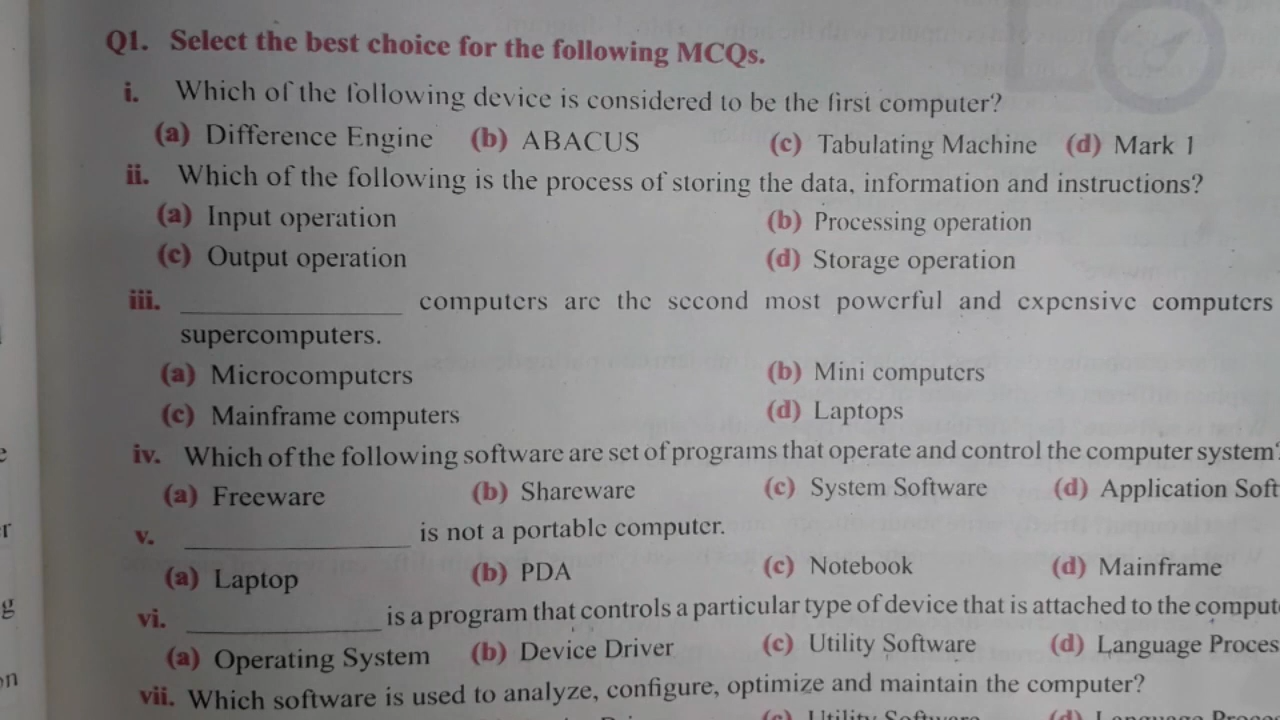 Q1. Select the best choice for the following MCQs.
i. Which of the following device is considered to be the first computer?
(a) Difference Engine (b) ABACUS (c) Tabulating Machine (d) Mark 1
ii. Which of the following is the process of storing the data, information and instructions?
(a) Input operation (b) Processing operation
(c) Output operation (d) Storage operation
iii. ____________ computers are the second most powerful and expensive computers
supercomputers.
(a) Microcomputers (b) Mini computers
(c) Mainframe computers (d) Laptops
iv. Which of the following software are set of programs that operate and control the computer system?
(a) Freeware (b) Shareware (c) System Software (d) Application Soft
v. ____________ is not a portable computer.
(a) Laptop (b) PDA (c) Notebook (d) Mainframe
vi. ____________ is a program that controls a particular type of device that is attached to the compute
(a) Operating System (b) Device Driver (c) Utility Software (d) Language Proces
vii. Which software is used to analyze, configure, optimize and maintain the computer?
(c) Utility Software (d) Language